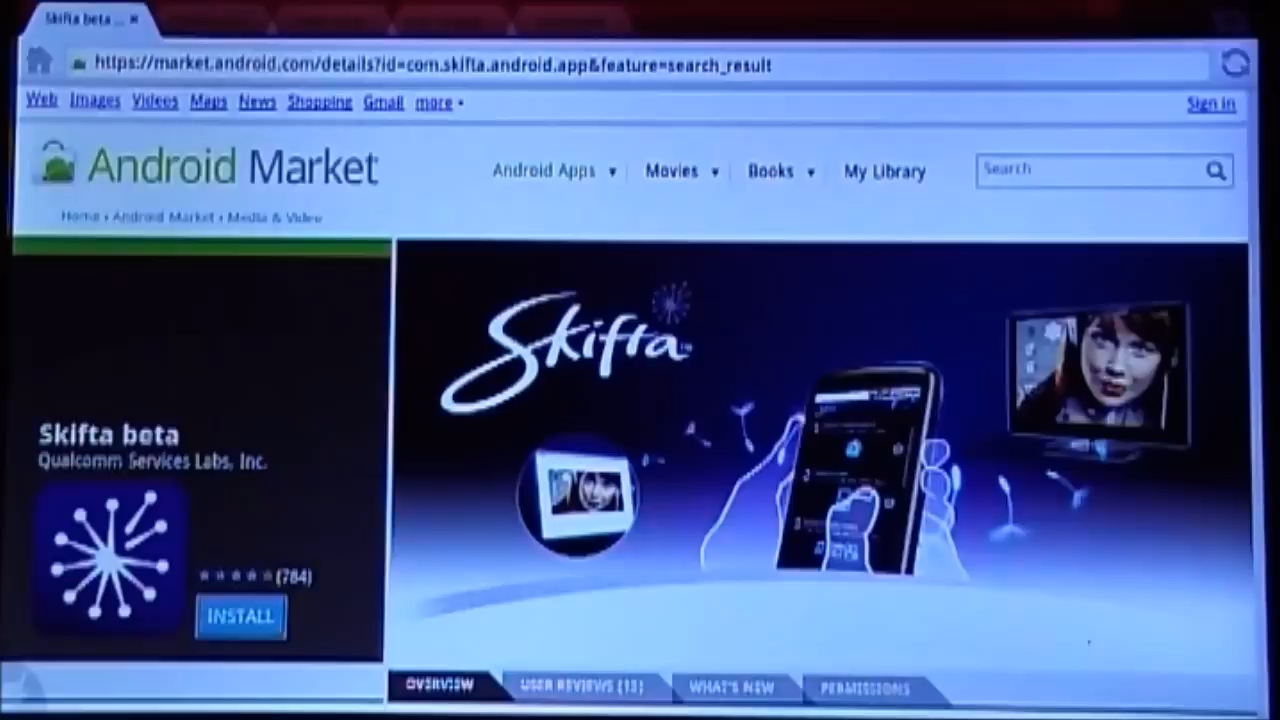 Skifta beta ... ×
https://market.android.com/details?id=com.skifta.android.app&feature=search_result
Web Images Videos Maps News Shopping Gmail more
Sign in
Android Market
Android Apps Movies Books My Library
Search
Home › Android Market › Media & Video
Skifta
Skifta beta
Qualcomm Services Labs, Inc.
(784)
INSTALL
OVERVIEW USER REVIEWS (13) WHAT'S NEW PERMISSIONS